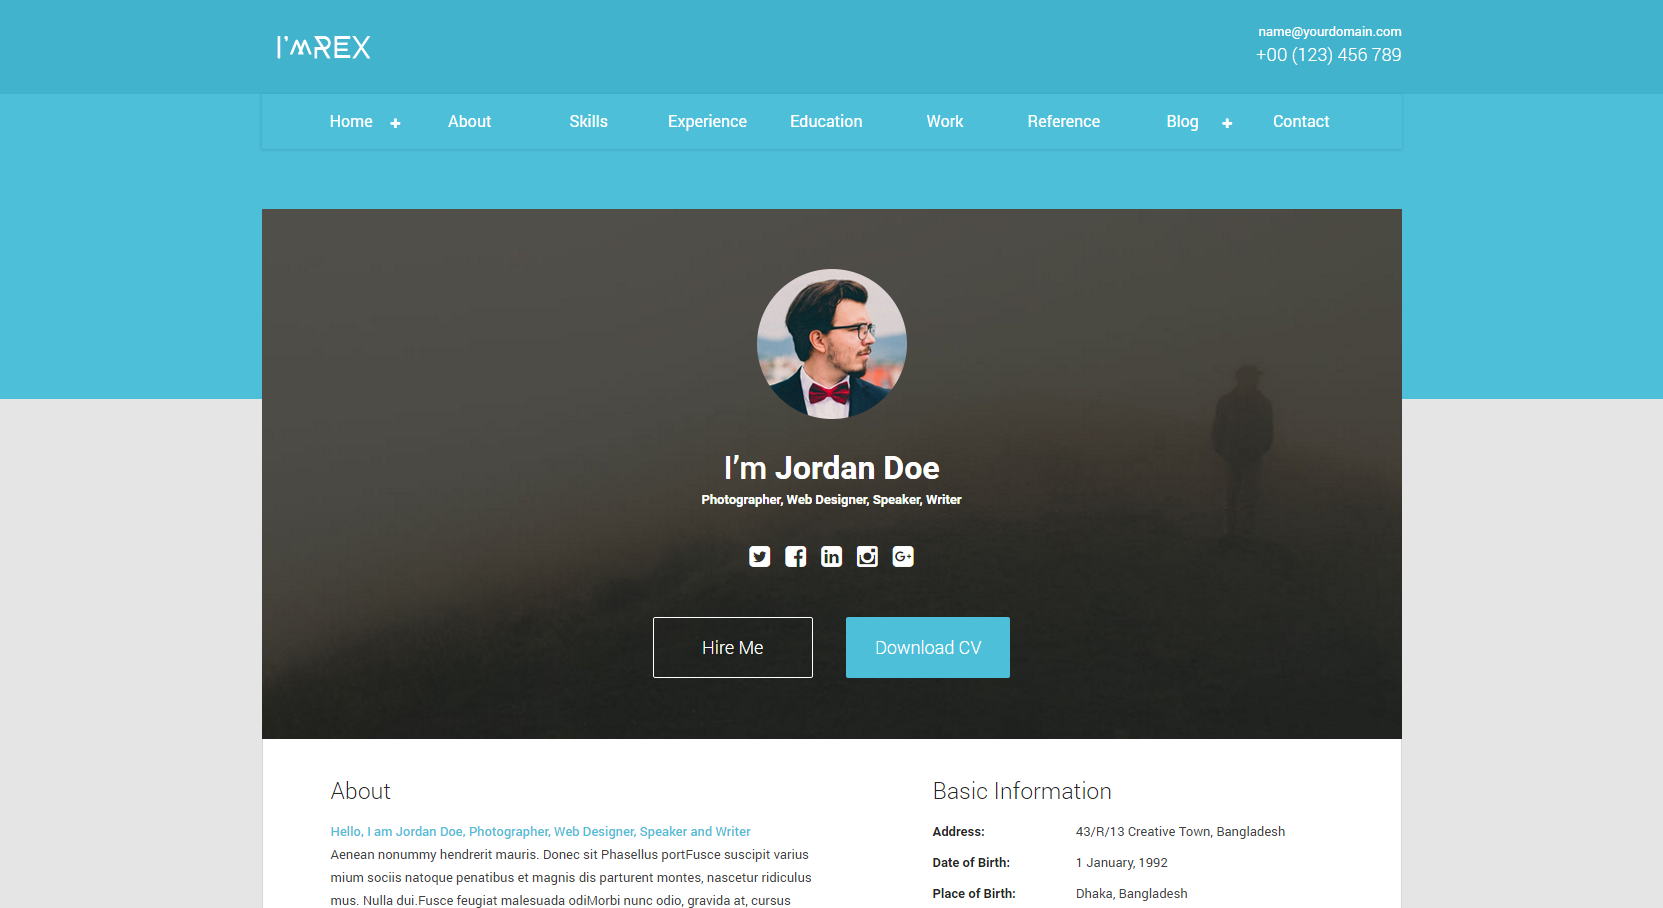 I'MREX
name@yourdomain.com
+00 (123) 456 789
Home + About Skills Experience Education Work Reference Blog + Contact
I'm Jordan Doe
Photographer, Web Designer, Speaker, Writer
Hire Me
Download CV
About
Hello, I am Jordan Doe, Photographer, Web Designer, Speaker and Writer
Aenean nonummy hendrerit mauris. Donec sit Phasellus portFusce suscipit varius
mium sociis natoque penatibus et magnis dis parturent montes, nascetur ridiculus
mus. Nulla dui.Fusce feugiat malesuada odiMorbi nunc odio, gravida at, cursus
Basic Information
Address: 43/R/13 Creative Town, Bangladesh
Date of Birth: 1 January, 1992
Place of Birth: Dhaka, Bangladesh